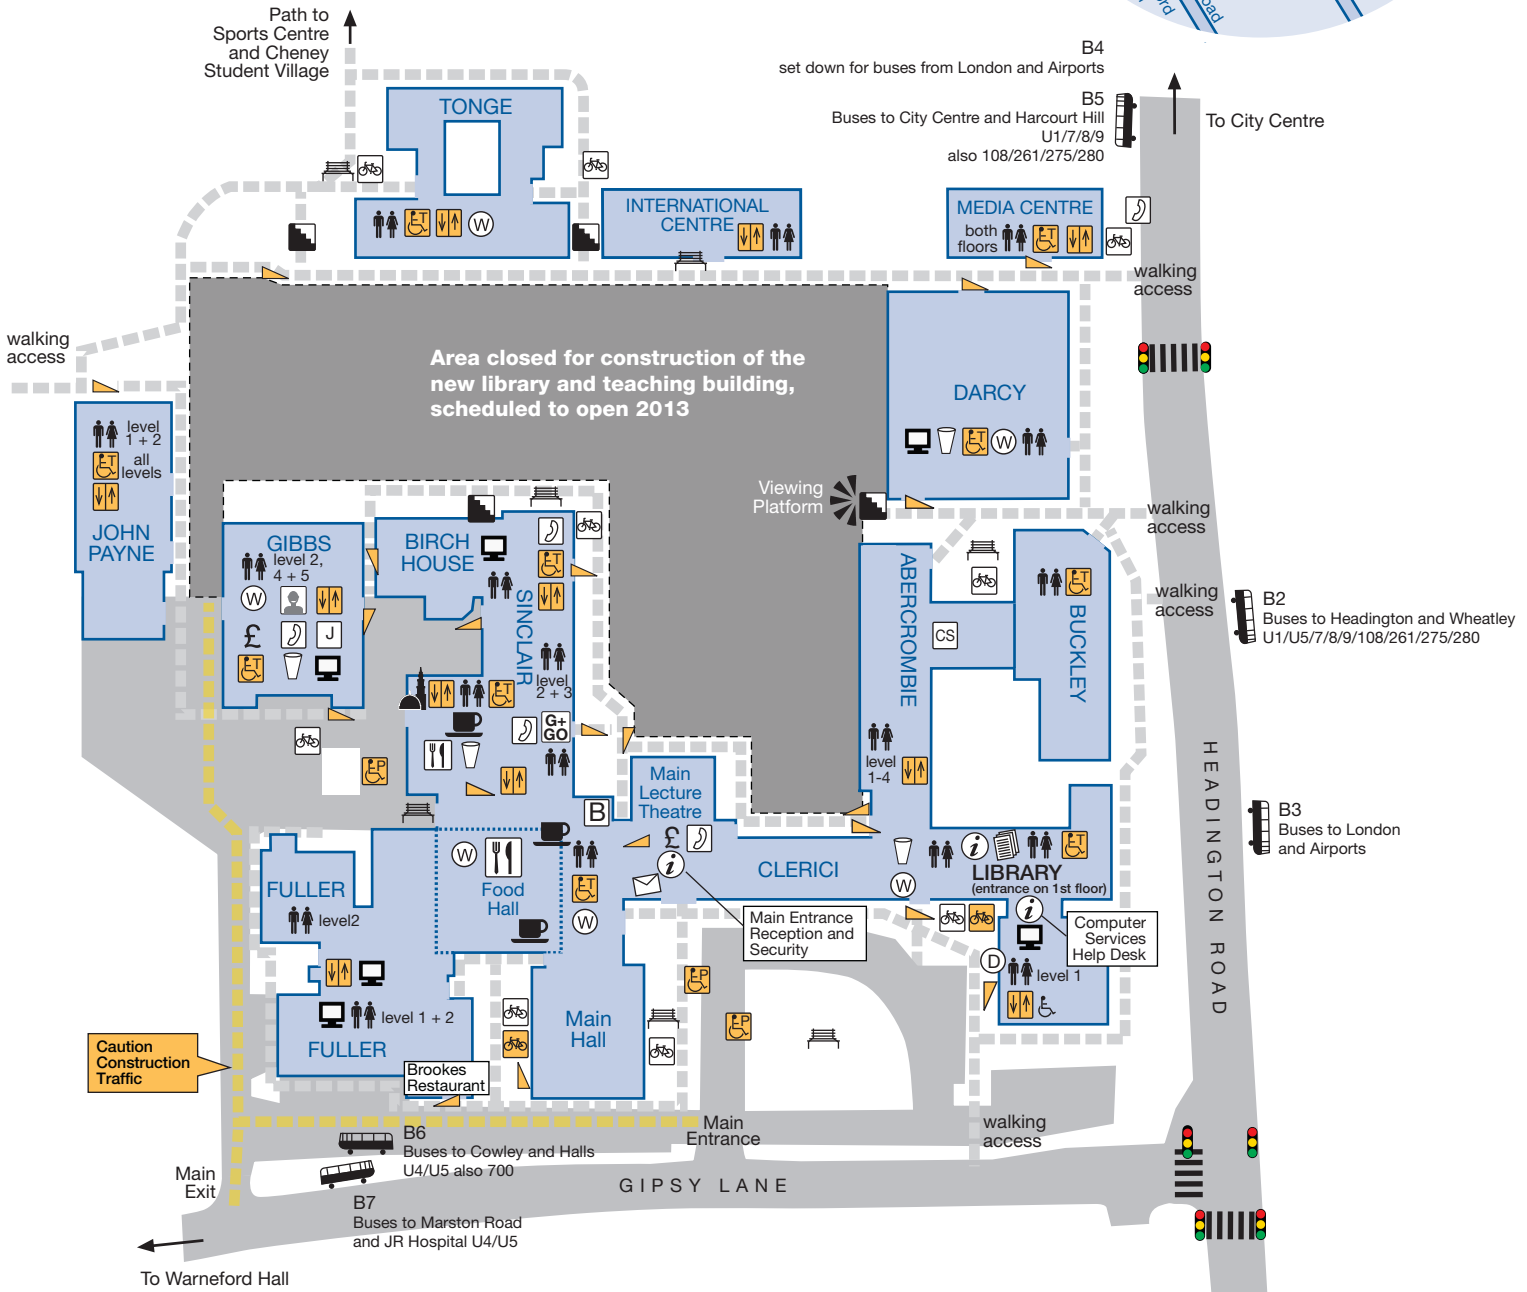 Path to
Sports Centre
and Cheney
Student Village
ord
oad
B4
set down for buses from London and Airports
B5
Buses to City Centre and Harcourt Hill
U1/7/8/9
also 108/261/275/280
To City Centre
TONGE
W
INTERNATIONAL
CENTRE
MEDIA CENTRE
both
floors
walking
access
walking
access
Area closed for construction of the
new library and teaching building,
scheduled to open 2013
DARCY
W
level
1 + 2
all
levels
JOHN
PAYNE
Viewing
Platform
walking
access
GIBBS
level 2,
4 + 5
W
£
J
BIRCH
HOUSE
SINCLAIR
level
2 + 3
G+
GO
ABERCROMBIE
CS
BUCKLEY
level
1-4
walking
access
B2
Buses to Headington and Wheatley
U1/U5/7/8/9/108/261/275/280
HEADINGTON ROAD
B3
Buses to London
and Airports
Main
Lecture
Theatre
B
£
i
CLERICI
W
i
LIBRARY
(entrance on 1st floor)
FULLER
level2
W
Food
Hall
W
Main Entrance
Reception and
Security
i
Computer
Services
Help Desk
D
level 1
level 1 + 2
FULLER
Main
Hall
Brookes
Restaurant
Caution
Construction
Traffic
Main
Entrance
walking
access
B6
Buses to Cowley and Halls
U4/U5 also 700
Main
Exit
GIPSY LANE
B7
Buses to Marston Road
and JR Hospital U4/U5
To Warneford Hall